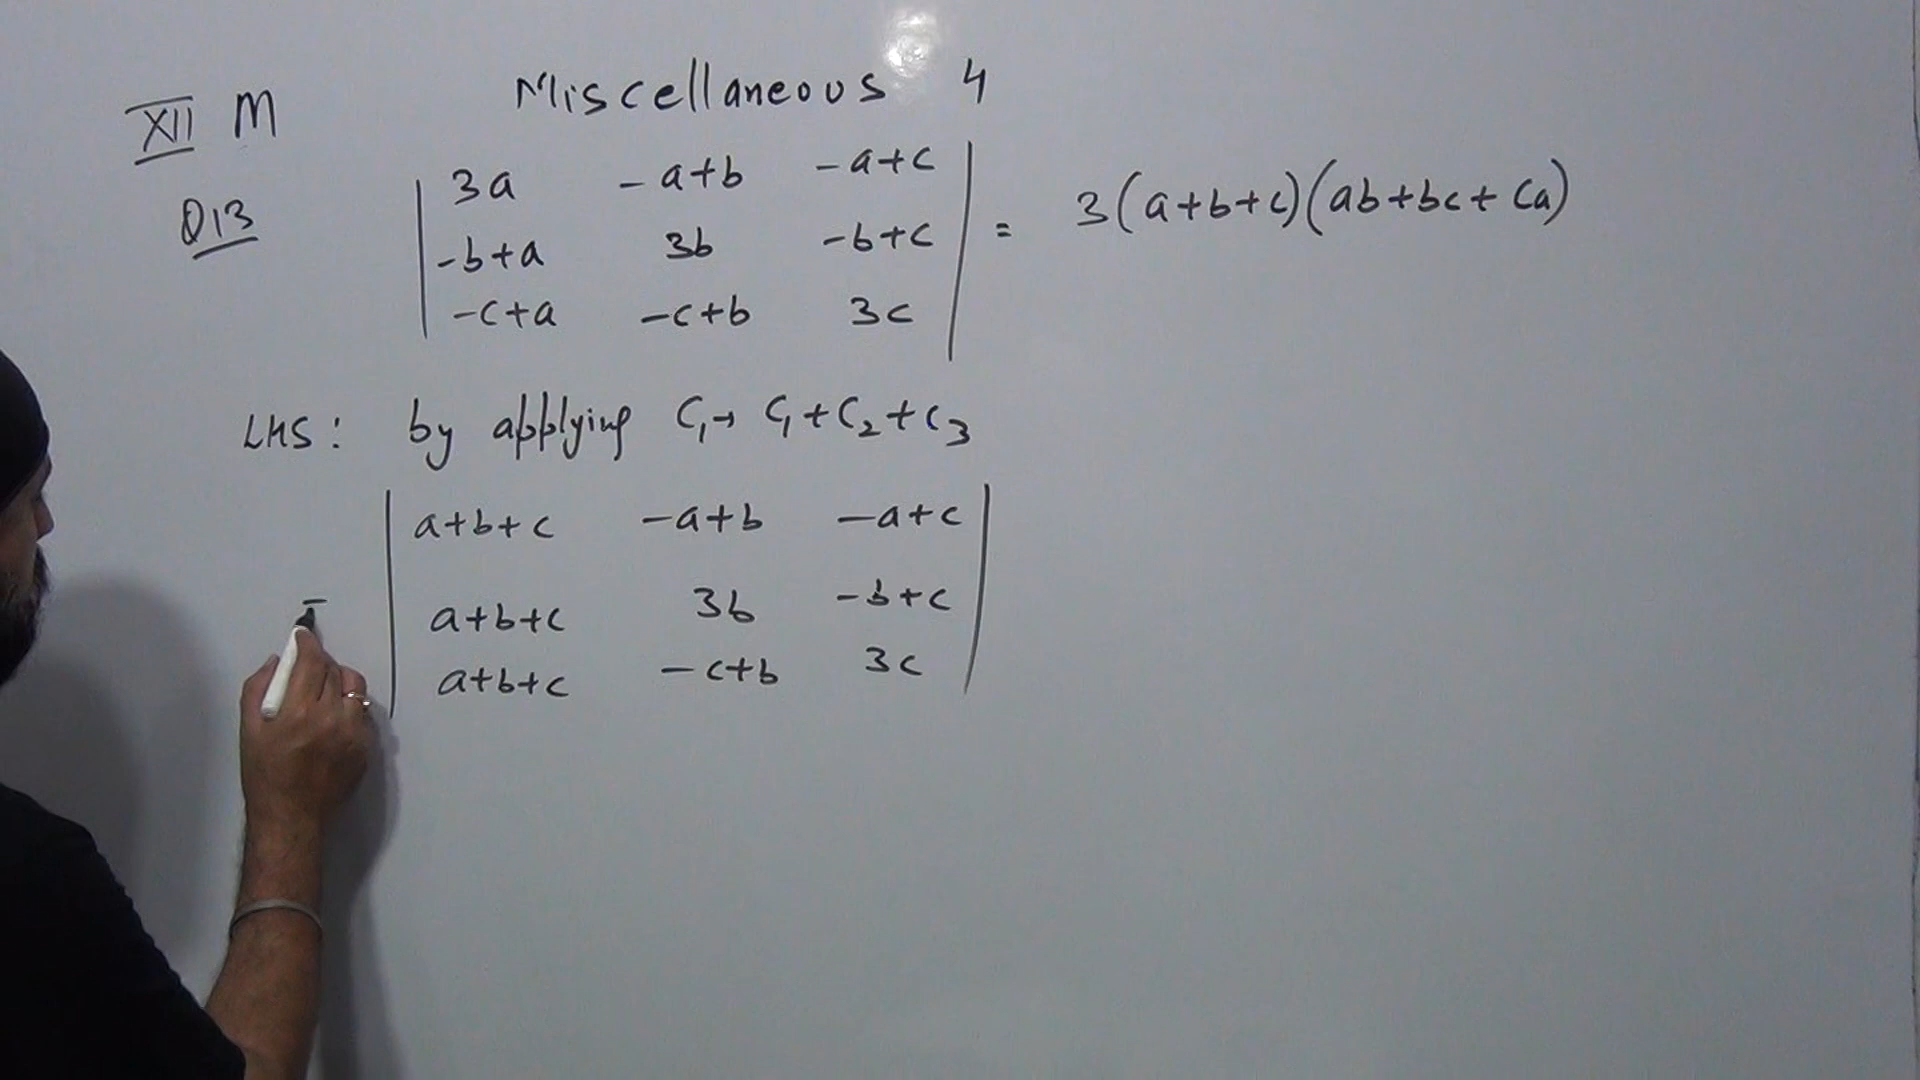 XII M Miscellaneous 4
Q13 | 3a -a+b -a+c |
| -b+a 3b -b+c | = 3(a+b+c)(ab+bc+ca)
| -c+a -c+b 3c |
LHS: by applying C₁→ C₁+C₂+C₃
| a+b+c -a+b -a+c |
= | a+b+c 3b -b+c |
| a+b+c -c+b 3c |